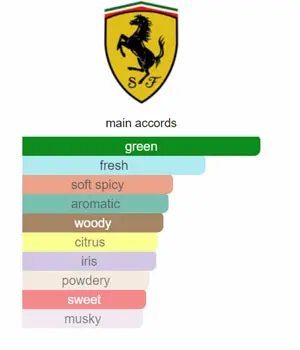 S F
main accords
green
fresh
soft spicy
aromatic
woody
citrus
iris
powdery
sweet
musky